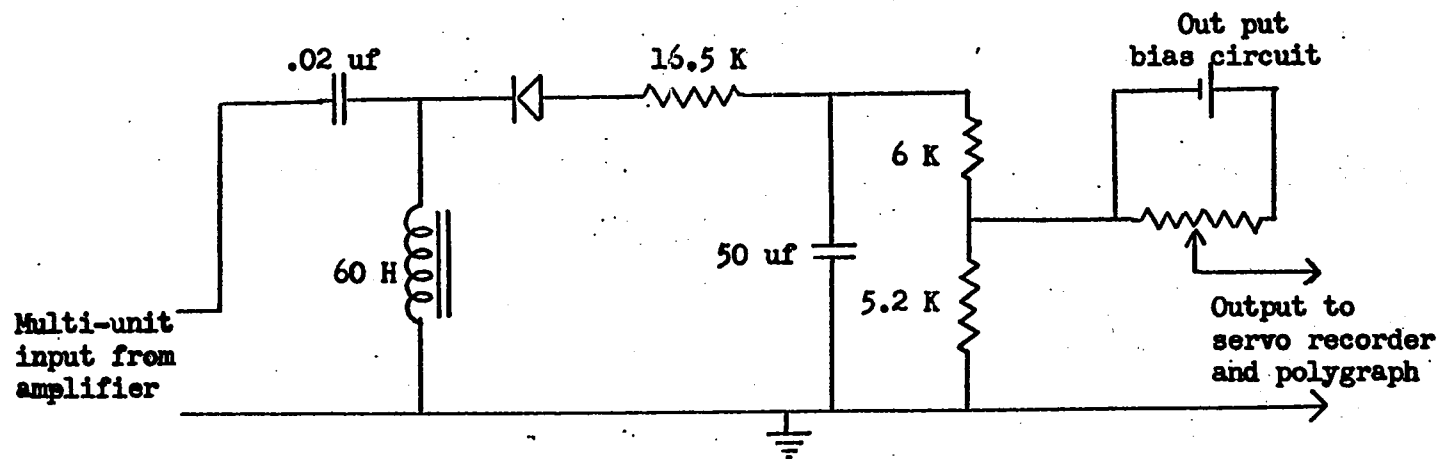 Out put
bias circuit
.02 uf
16.5 K
6 K
60 H
50 uf
5.2 K
Multi-unit
input from
amplifier
Output to
servo recorder
and polygraph